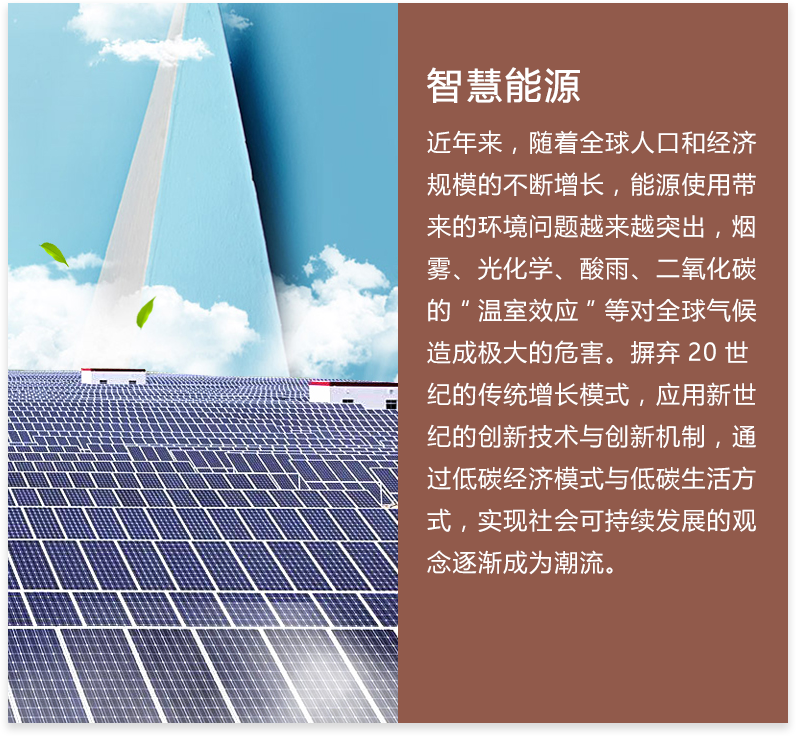 智慧能源
近年来，随着全球人口和经济
规模的不断增长，能源使用带
来的环境问题越来越突出，烟
雾、光化学、酸雨、二氧化碳
的“温室效应”等对全球气候
造成极大的危害。摒弃 20 世
纪的传统增长模式，应用新世
纪的创新技术与创新机制，通
过低碳经济模式与低碳生活方
式，实现社会可持续发展的观
念逐渐成为潮流。